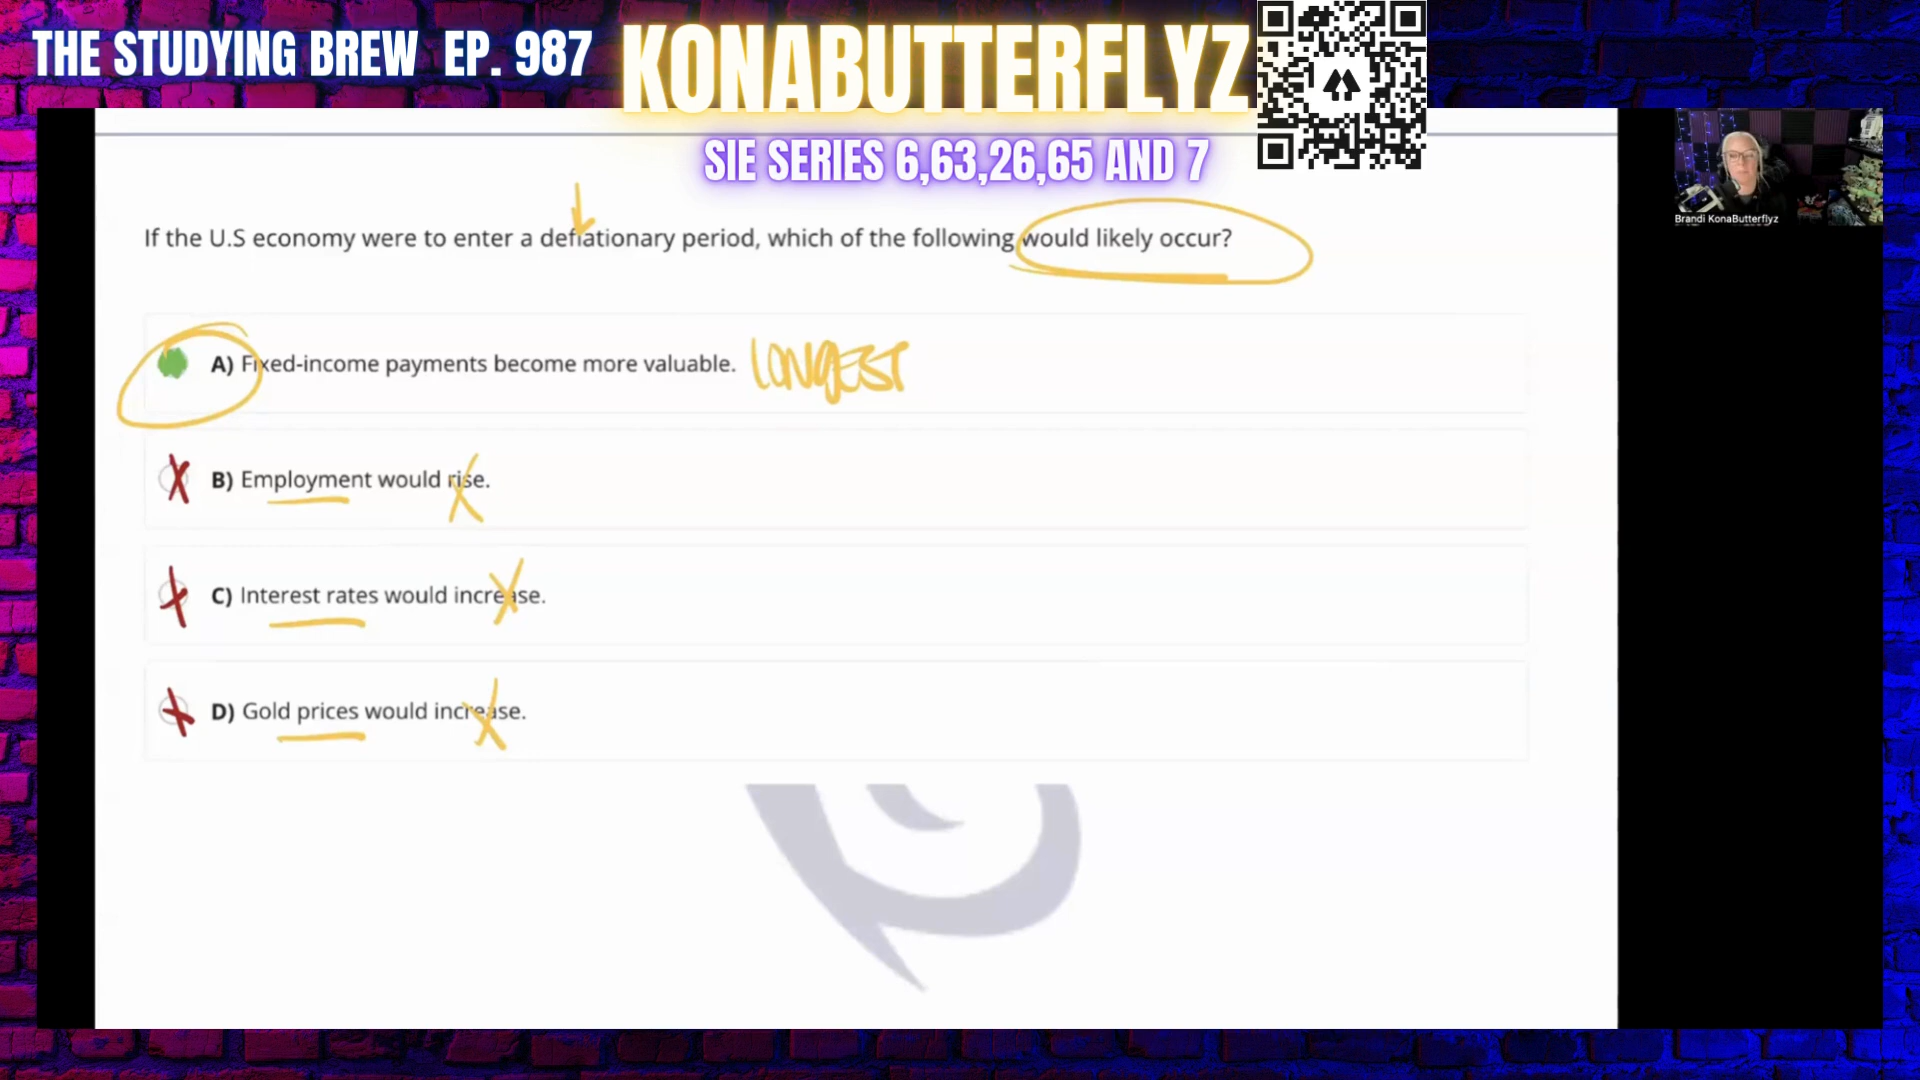 THE STUDYING BREW EP. 987
KONABUTTERFLYZ
SIE SERIES 6,63,26,65 AND 7
Brandi KonaButterflyz
If the U.S economy were to enter a deflationary period, which of the following would likely occur?
A) Fixed-income payments become more valuable. LONGEST
B) Employment would rise.
C) Interest rates would increase.
D) Gold prices would increase.